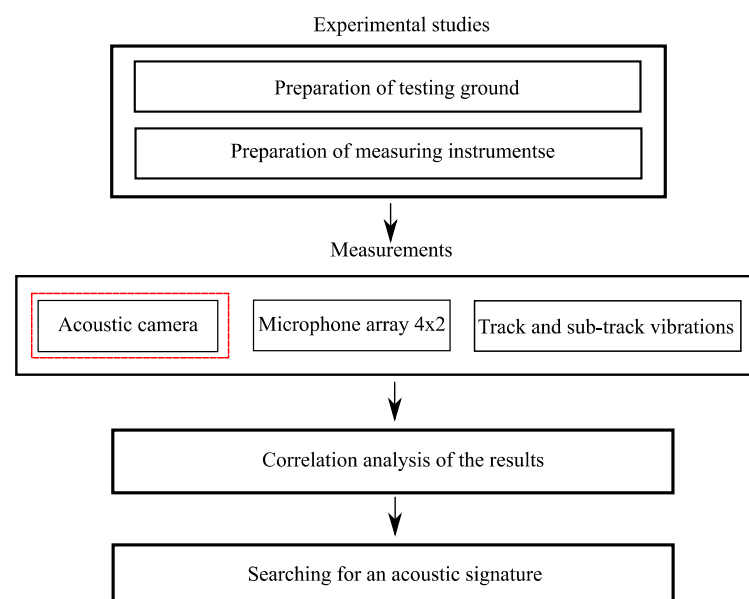 Experimental studies
Preparation of testing ground
Preparation of measuring instrumentse
Measurements
Acoustic camera
Microphone array 4x2
Track and sub-track vibrations
Correlation analysis of the results
Searching for an acoustic signature